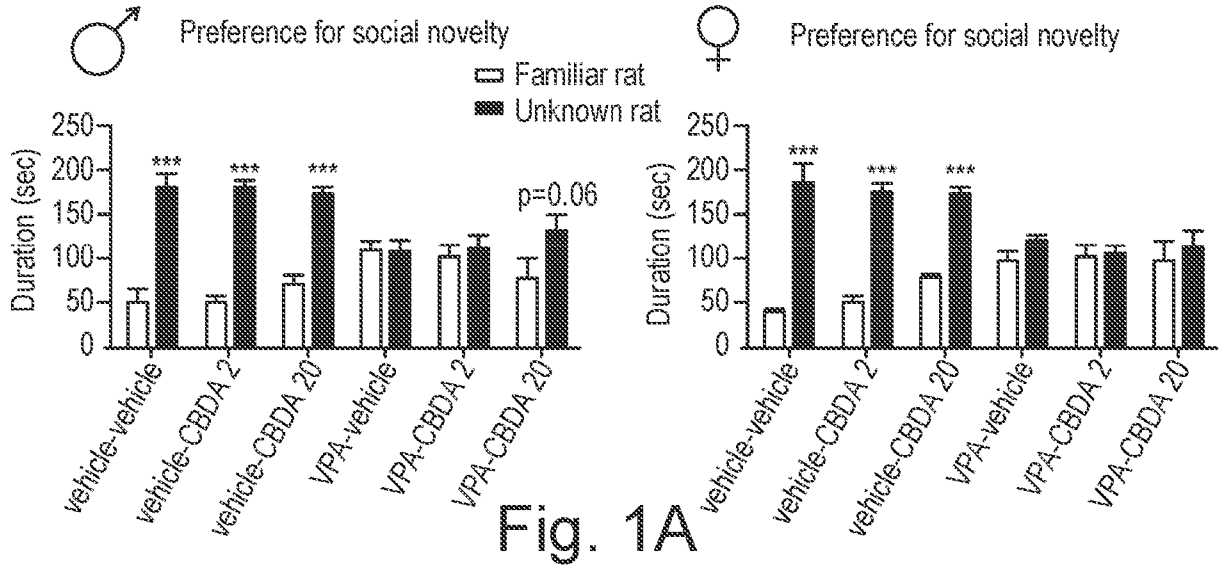 Preference for social novelty
Familiar rat
Unknown rat
Duration (sec)
250
200
150
100
50
0
***
***
***
p=0.06
vehicle-vehicle
vehicle-CBDA 2
vehicle-CBDA 20
VPA-vehicle
VPA-CBDA 2
VPA-CBDA 20
Preference for social novelty
Duration (sec)
250
200
150
100
50
0
***
***
***
vehicle-vehicle
vehicle-CBDA 2
vehicle-CBDA 20
VPA-vehicle
VPA-CBDA 2
VPA-CBDA 20
Fig. 1A